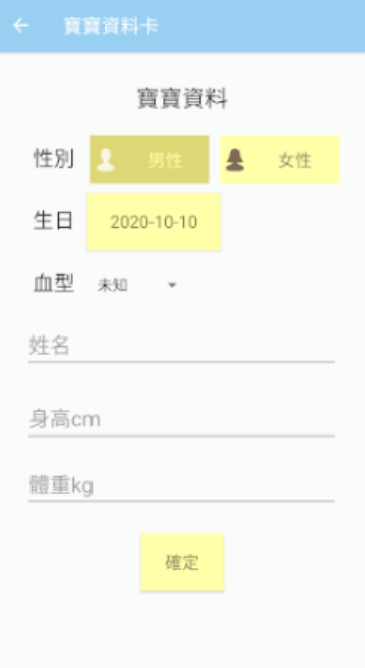 寶寶資料卡
寶寶資料
性別 男性 女性
生日 2020-10-10
血型 未知
姓名
身高cm
體重kg
確定